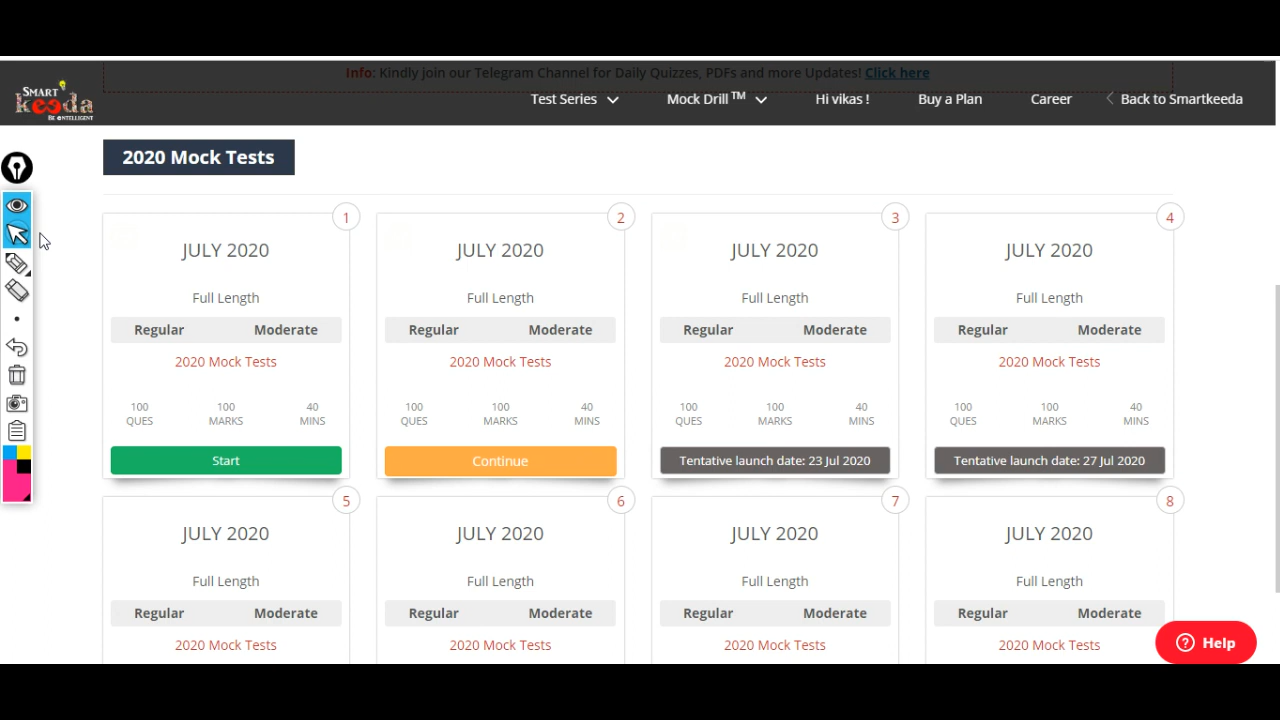 Info: Kindly join our Telegram Channel for Daily Quizzes, PDFs and more Updates! Click here
SMART
keeda
BE eNTELLIGENT
Test Series
Mock Drill TM
Hi vikas !
Buy a Plan
Career
Back to Smartkeeda
2020 Mock Tests
1
JULY 2020
Full Length
Regular Moderate
2020 Mock Tests
100 100 40
QUES MARKS MINS
Start
2
JULY 2020
Full Length
Regular Moderate
2020 Mock Tests
100 100 40
QUES MARKS MINS
Continue
3
JULY 2020
Full Length
Regular Moderate
2020 Mock Tests
100 100 40
QUES MARKS MINS
Tentative launch date: 23 Jul 2020
4
JULY 2020
Full Length
Regular Moderate
2020 Mock Tests
100 100 40
QUES MARKS MINS
Tentative launch date: 27 Jul 2020
5
JULY 2020
Full Length
Regular Moderate
2020 Mock Tests
6
JULY 2020
Full Length
Regular Moderate
2020 Mock Tests
7
JULY 2020
Full Length
Regular Moderate
2020 Mock Tests
8
JULY 2020
Full Length
Regular Moderate
2020 Mock Tests
Help